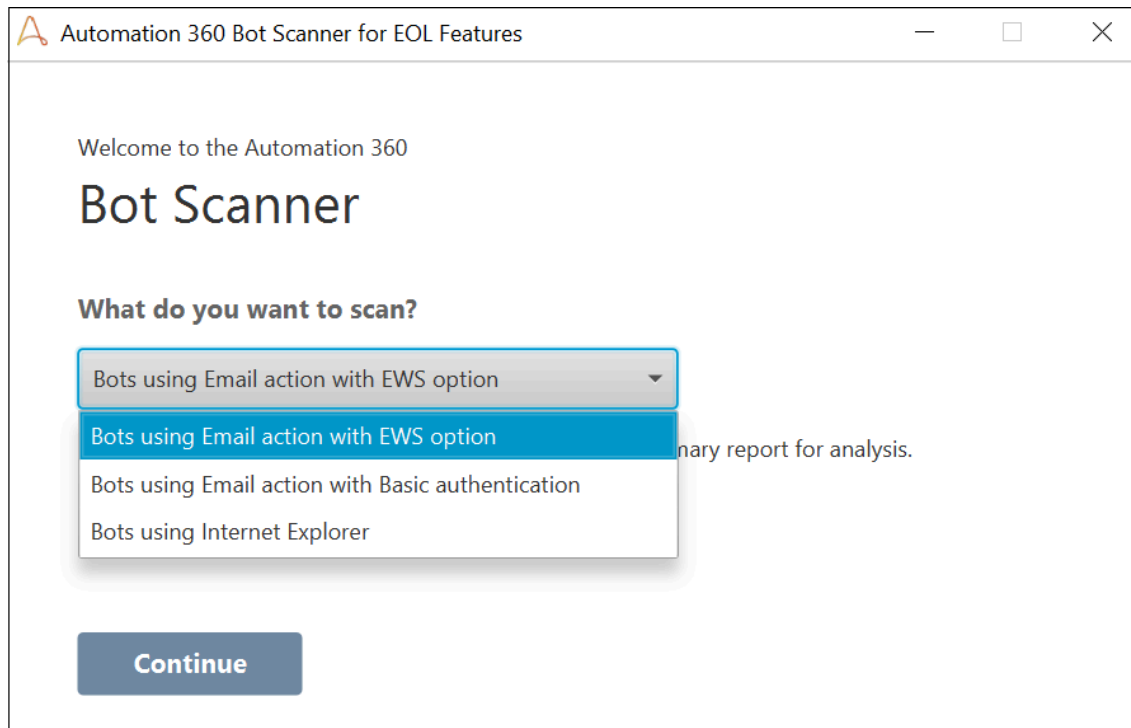 Automation 360 Bot Scanner for EOL Features
Welcome to the Automation 360
Bot Scanner
What do you want to scan?
Bots using Email action with EWS option
Bots using Email action with EWS option
report for analysis.
Bots using Email action with Basic authentication
Bots using Internet Explorer
Continue